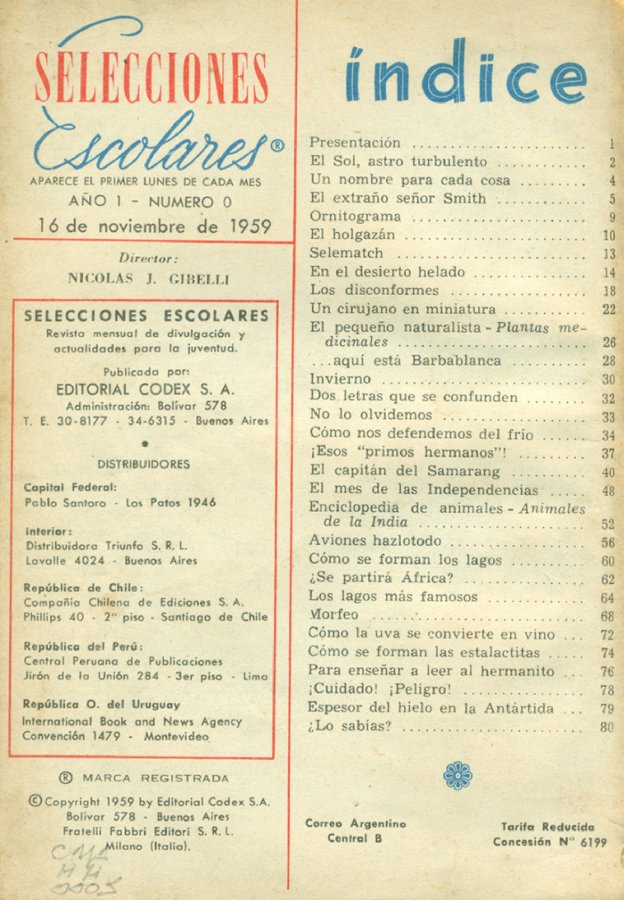 SELECCIONES
Escolares®
APARECE EL PRIMER LUNES DE CADA MES
AÑO 1 - NUMERO 0
16 de noviembre de 1959
Director:
NICOLAS J. GIBELLI
SELECCIONES ESCOLARES
Revista mensual de divulgación y
actualidades para la juventud.
Publicada por:
EDITORIAL CODEX S. A.
Administración: Bolívar 578
T. E. 30-8177 - 34-6315 - Buenos Aires
•
DISTRIBUIDORES
Capital Federal:
Pablo Santoro - Los Patos 1946
Interior:
Distribuidora Triunfo S. R. L.
Lavalle 4024 - Buenos Aires
República de Chile:
Compañía Chilena de Ediciones S. A.
Phillips 40 - 2º piso - Santiago de Chile
República del Perú:
Central Peruana de Publicaciones
Jirón de la Unión 284 - 3er piso - Lima
República O. del Uruguay
International Book and News Agency
Convención 1479 - Montevideo
® MARCA REGISTRADA
© Copyright 1959 by Editorial Codex S.A.
Bolívar 578 - Buenos Aires
Fratelli Fabbri Editori S. R. L.
Milano (Italia).
índice
Presentación .................... 1
El Sol, astro turbulento ......... 2
Un nombre para cada cosa ........ 4
El extraño señor Smith .......... 5
Ornitograma .................... 9
El holgazán .................... 10
Selematch ...................... 13
En el desierto helado ........... 14
Los disconformes ............... 18
Un cirujano en miniatura ........ 22
El pequeño naturalista - Plantas me-
dicinales ...................... 26
...aquí está Barbablanca ........ 28
Invierno ....................... 30
Dos letras que se confunden ..... 32
No lo olvidemos ................ 33
Cómo nos defendemos del frío ... 34
¡Esos "primos hermanos"! ........ 37
El capitán del Samarang ......... 40
El mes de las Independencias .... 48
Enciclopedia de animales - Animales
de la India .................... 52
Aviones hazlotodo ............... 56
Cómo se forman los lagos ........ 60
¿Se partirá África? .............. 62
Los lagos más famosos .......... 64
Morfeo ......................... 68
Cómo la uva se convierte en vino ... 72
Cómo se forman las estalactitas .... 74
Para enseñar a leer al hermanito ... 76
¡Cuidado! ¡Peligro! .............. 78
Espesor del hielo en la Antártida ... 79
¿Lo sabías? ..................... 80
Correo Argentino
Central B
Tarifa Reducida
Concesión Nº 6199